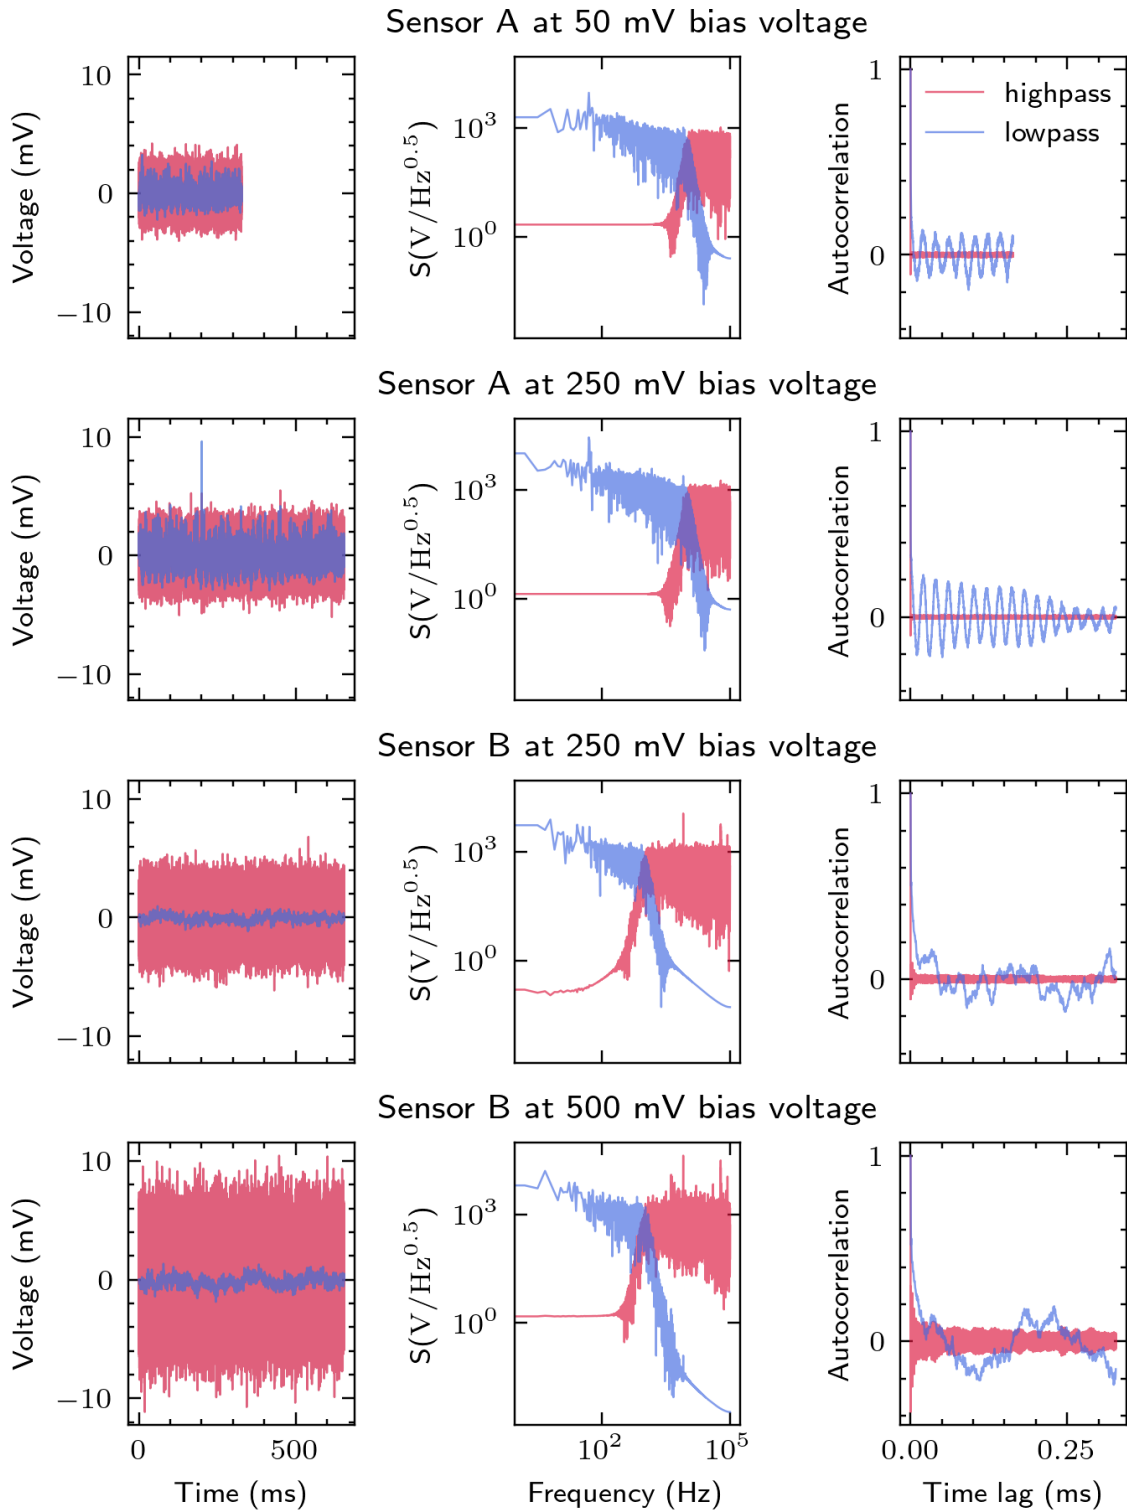 Sensor A at 50 mV bias voltage
Voltage (mV)
10
0
−10
S(V/Hz^0.5)
10^3
10^0
Autocorrelation
1
0
highpass
lowpass
Sensor A at 250 mV bias voltage
Voltage (mV)
10
0
−10
S(V/Hz^0.5)
10^3
10^0
Autocorrelation
1
0
Sensor B at 250 mV bias voltage
Voltage (mV)
10
0
−10
S(V/Hz^0.5)
10^3
10^0
Autocorrelation
1
0
Sensor B at 500 mV bias voltage
Voltage (mV)
10
0
−10
0 500
Time (ms)
S(V/Hz^0.5)
10^3
10^0
10^2 10^5
Frequency (Hz)
Autocorrelation
1
0
0.00 0.25
Time lag (ms)